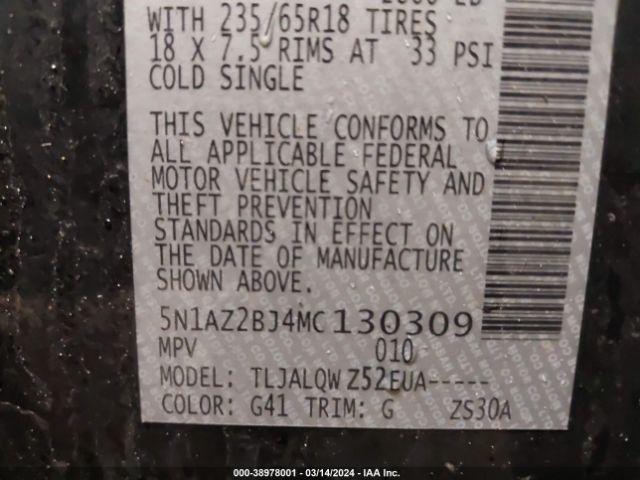 WITH 235/65R18 TIRES
18 X 7.5 RIMS AT 33 PSI
COLD SINGLE
THIS VEHICLE CONFORMS TO
ALL APPLICABLE FEDERAL
MOTOR VEHICLE SAFETY AND
THEFT PREVENTION
STANDARDS IN EFFECT ON
THE DATE OF MANUFACTURE
SHOWN ABOVE.
5N1AZ2BJ4MC130309
MPV 010
MODEL: TLJALQWZ52EUA-----
COLOR: G41 TRIM: G ZS30A
000-38978001 — 03/14/2024 — IAA Inc.